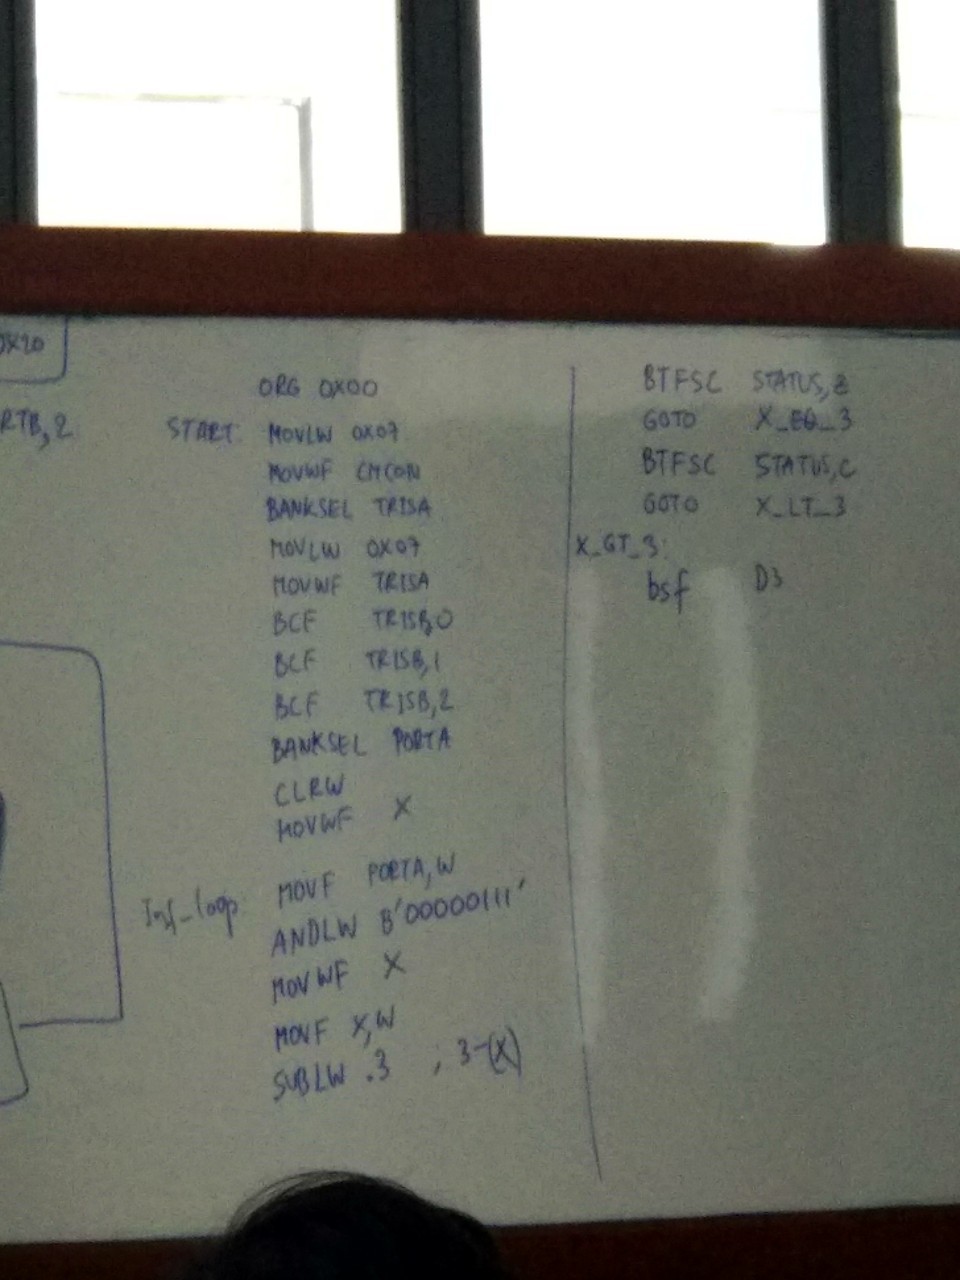 0X20
RTB,2
ORG 0X00
START: MOVLW 0X07
MOVWF CMCON
BANKSEL TRISA
MOVLW 0X07
MOVWF TRISA
BCF TRISB,0
BCF TRISB,1
BCF TRISB,2
BANKSEL PORTA
CLRW
MOVWF X
Inf_loop: MOVF PORTA,W
ANDLW B'00000111'
MOVWF X
MOVF X,W
SUBLW .3 ; 3-(X)
BTFSC STATUS,Z
GOTO X_EQ_3
BTFSC STATUS,C
GOTO X_LT_3
X_GT_3:
bsf D3